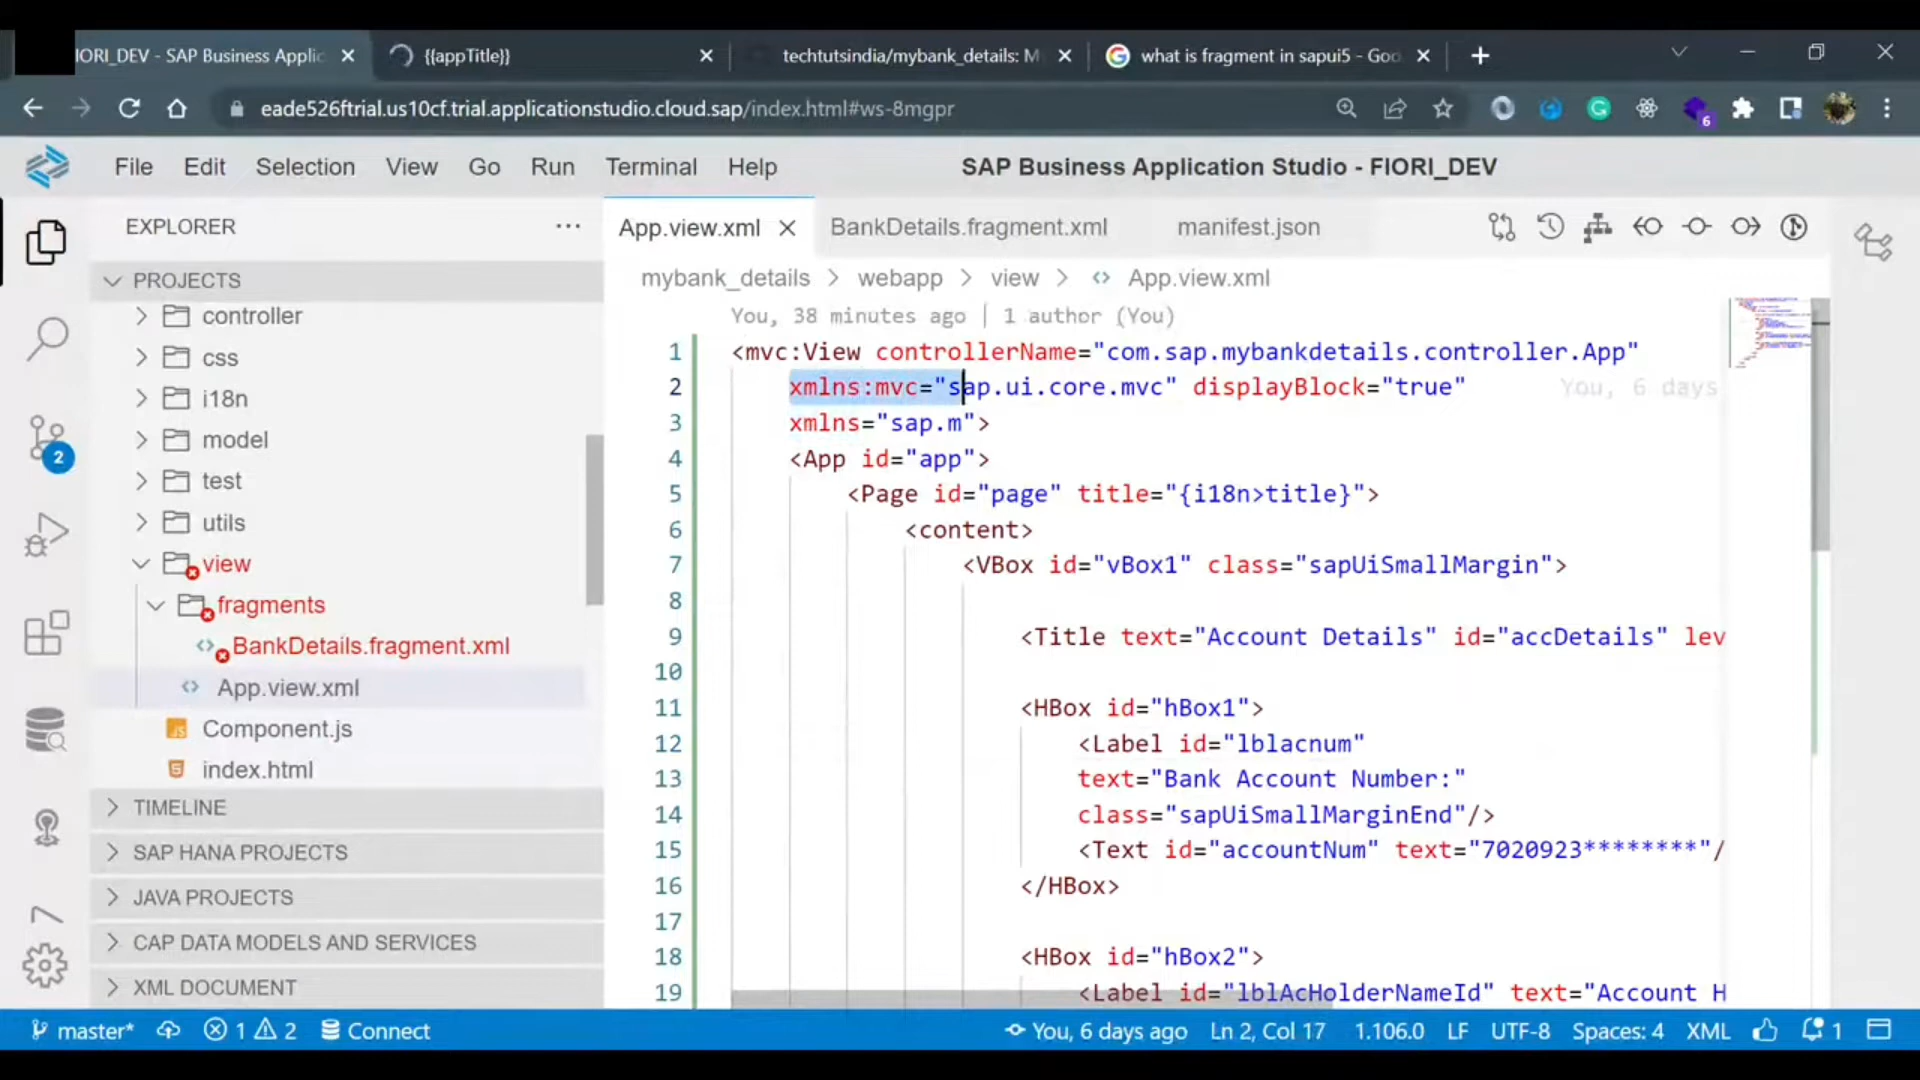 IORI_DEV - SAP Business Applic
{{appTitle}}
techtutsindia/mybank_details: M
what is fragment in sapui5 - Goo
eade526ftrial.us10cf.trial.applicationstudio.cloud.sap/index.html#ws-8mgpr
6
File Edit Selection View Go Run Terminal Help
SAP Business Application Studio - FIORI_DEV
EXPLORER
PROJECTS
controller
css
i18n
model
test
utils
view
fragments
BankDetails.fragment.xml
App.view.xml
Component.js
index.html
TIMELINE
SAP HANA PROJECTS
JAVA PROJECTS
CAP DATA MODELS AND SERVICES
XML DOCUMENT
2
App.view.xml
BankDetails.fragment.xml
manifest.json
mybank_details > webapp > view > App.view.xml
You, 38 minutes ago | 1 author (You)
1 <mvc:View controllerName="com.sap.mybankdetails.controller.App"
2 xmlns:mvc="sap.ui.core.mvc" displayBlock="true" You, 6 days
3 xmlns="sap.m">
4 <App id="app">
5 <Page id="page" title="{i18n>title}">
6 <content>
7 <VBox id="vBox1" class="sapUiSmallMargin">
8
9 <Title text="Account Details" id="accDetails" lev
10
11 <HBox id="hBox1">
12 <Label id="lblacnum"
13 text="Bank Account Number:"
14 class="sapUiSmallMarginEnd"/>
15 <Text id="accountNum" text="7020923********"/
16 </HBox>
17
18 <HBox id="hBox2">
19 <Label id="lblAcHolderNameId" text="Account H
master* 1 2 Connect You, 6 days ago Ln 2, Col 17 1.106.0 LF UTF-8 Spaces: 4 XML 1